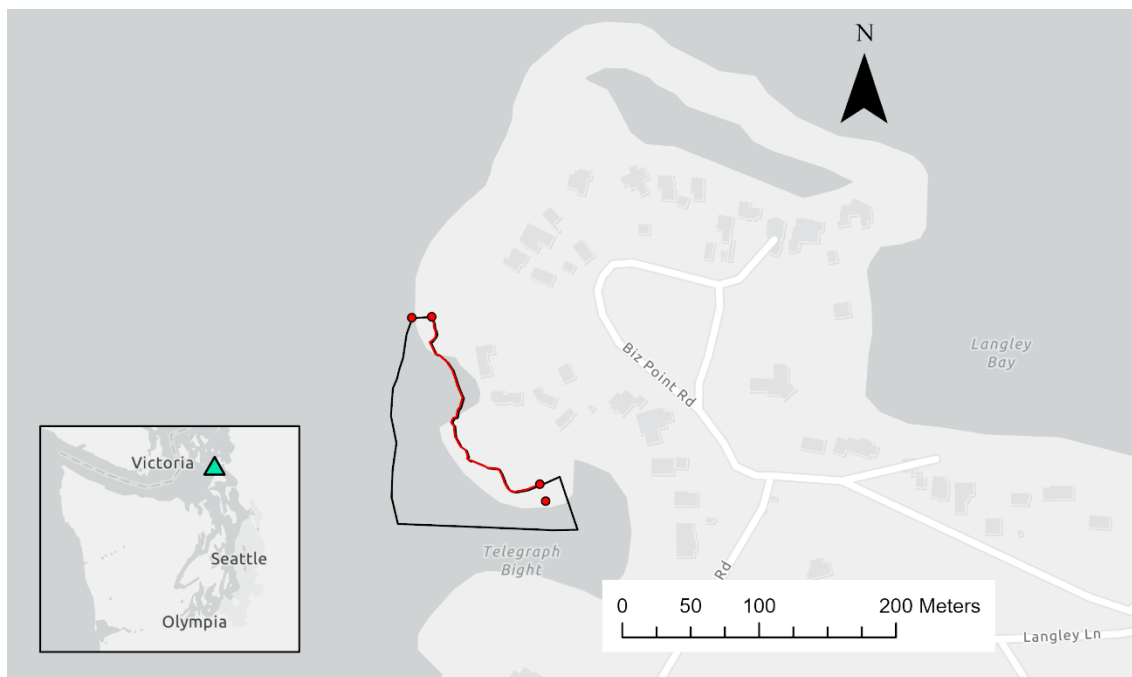 N
Langley
Bay
Biz Point Rd
Victoria
Seattle
Olympia
Telegraph
Bight
Rd
0 50 100 200 Meters
Langley Ln